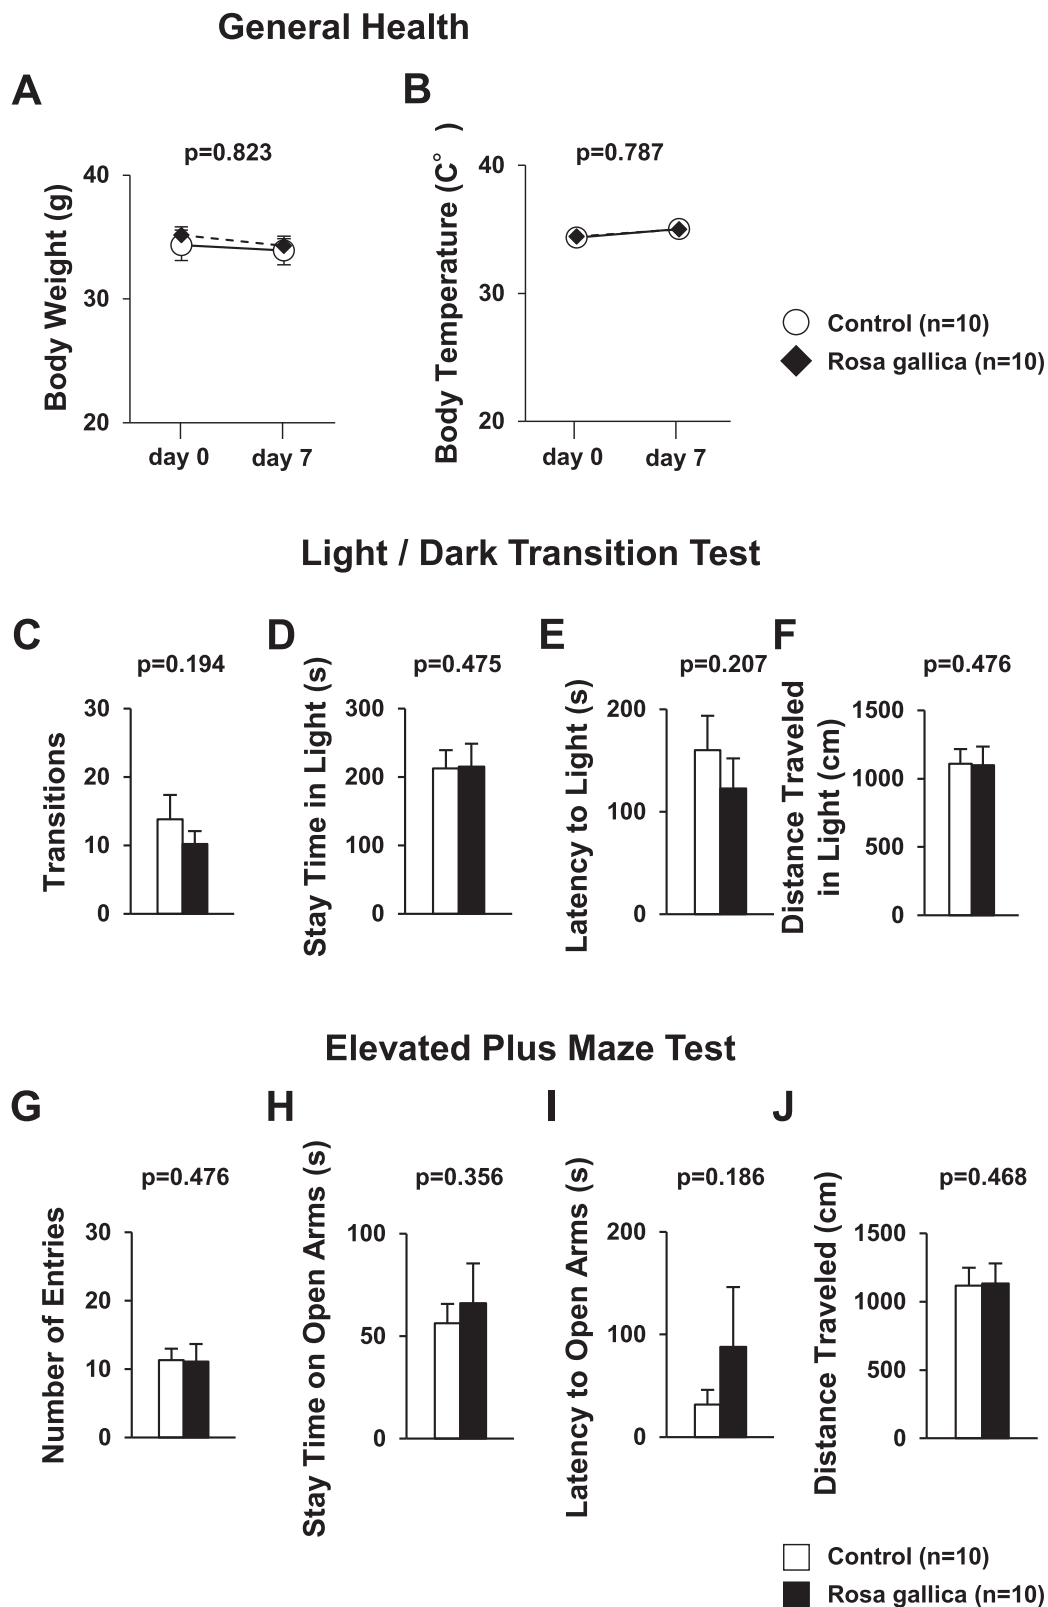 General Health
A
B
p=0.823
p=0.787
Body Weight (g)
40
30
20
day 0
day 7
Body Temperature (C° )
40
30
20
day 0
day 7
Control (n=10)
Rosa gallica (n=10)
Light / Dark Transition Test
C
D
E
F
p=0.194
p=0.475
p=0.207
p=0.476
Transitions
30
20
10
0
Stay Time in Light (s)
300
200
100
0
Latency to Light (s)
200
100
0
Distance Traveled
in Light (cm)
1500
1000
500
0
Elevated Plus Maze Test
G
H
I
J
p=0.476
p=0.356
p=0.186
p=0.468
Number of Entries
30
20
10
0
Stay Time on Open Arms (s)
100
50
0
Latency to Open Arms (s)
200
100
0
Distance Traveled (cm)
1500
1000
500
0
Control (n=10)
Rosa gallica (n=10)